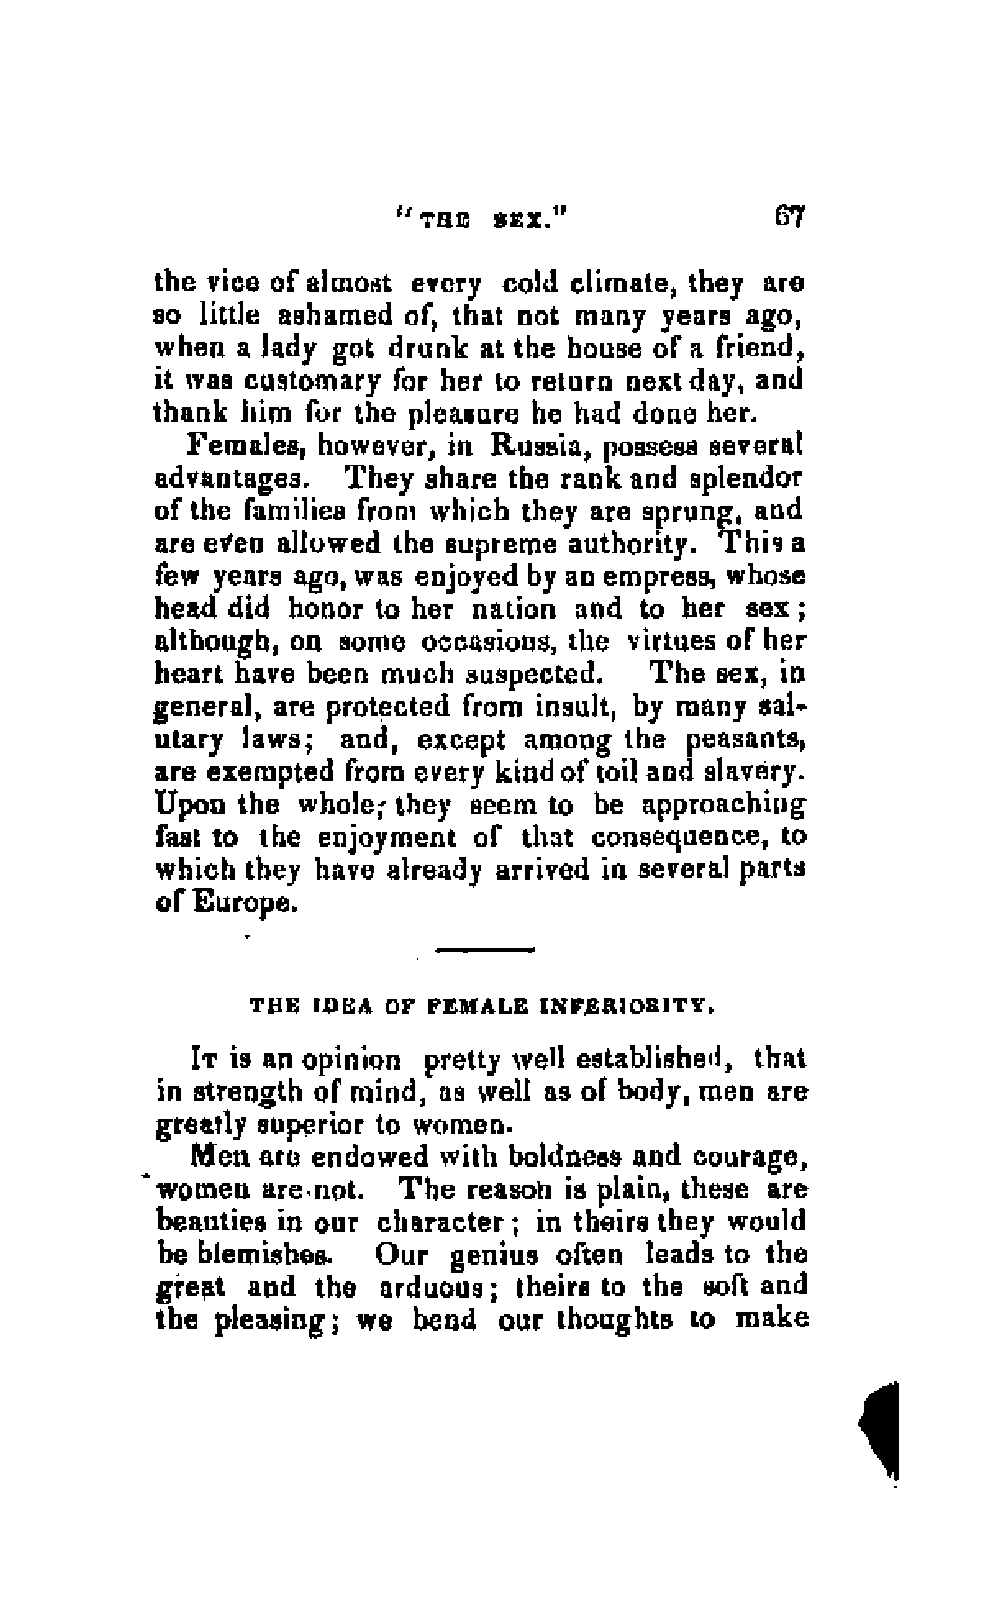 "THE SEX." 67
the vice of almost every cold climate, they are
so little ashamed of, that not many years ago,
when a lady got drunk at the house of a friend,
it was customary for her to return next day, and
thank him for the pleasure he had done her.
Females, however, in Russia, possess several
advantages. They share the rank and splendor
of the families from which they are sprung, and
are even allowed the supreme authority. This a
few years ago, was enjoyed by an empress, whose
head did honor to her nation and to her sex;
although, on some occasions, the virtues of her
heart have been much suspected. The sex, in
general, are protected from insult, by many sal-
utary laws; and, except among the peasants,
are exempted from every kind of toil and slavery.
Upon the whole, they seem to be approaching
fast to the enjoyment of that consequence, to
which they have already arrived in several parts
of Europe.
THE IDEA OF FEMALE INFERIORITY.
IT is an opinion pretty well established, that
in strength of mind, as well as of body, men are
greatly superior to women.
Men are endowed with boldness and courage,
women are not. The reason is plain, these are
beauties in our character; in theirs they would
be blemishes. Our genius often leads to the
great and the arduous; theirs to the soft and
the pleasing; we bend our thoughts to make